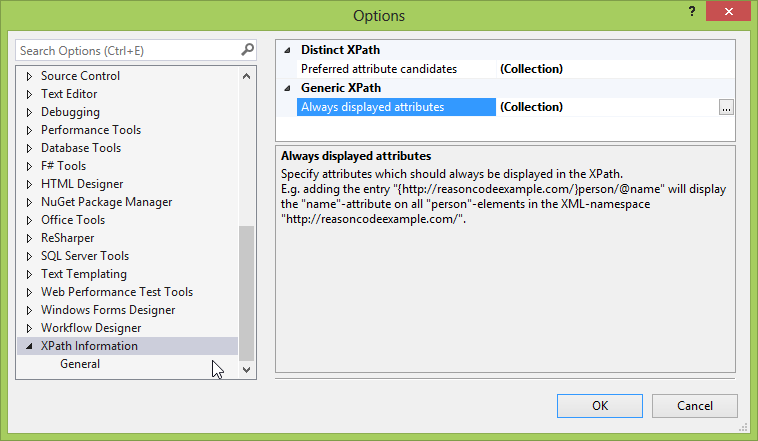 Options
?
Search Options (Ctrl+E)
Source Control
Text Editor
Debugging
Performance Tools
Database Tools
F# Tools
HTML Designer
NuGet Package Manager
Office Tools
ReSharper
SQL Server Tools
Text Templating
Web Performance Test Tools
Windows Forms Designer
Workflow Designer
XPath Information
General
Distinct XPath
Preferred attribute candidates (Collection)
Generic XPath
Always displayed attributes (Collection) ...
Always displayed attributes
Specify attributes which should always be displayed in the XPath.
E.g. adding the entry "{http://reasoncodeexample.com/}person/@name" will display
the "name"-attribute on all "person"-elements in the XML-namespace
"http://reasoncodeexample.com/".
OK Cancel